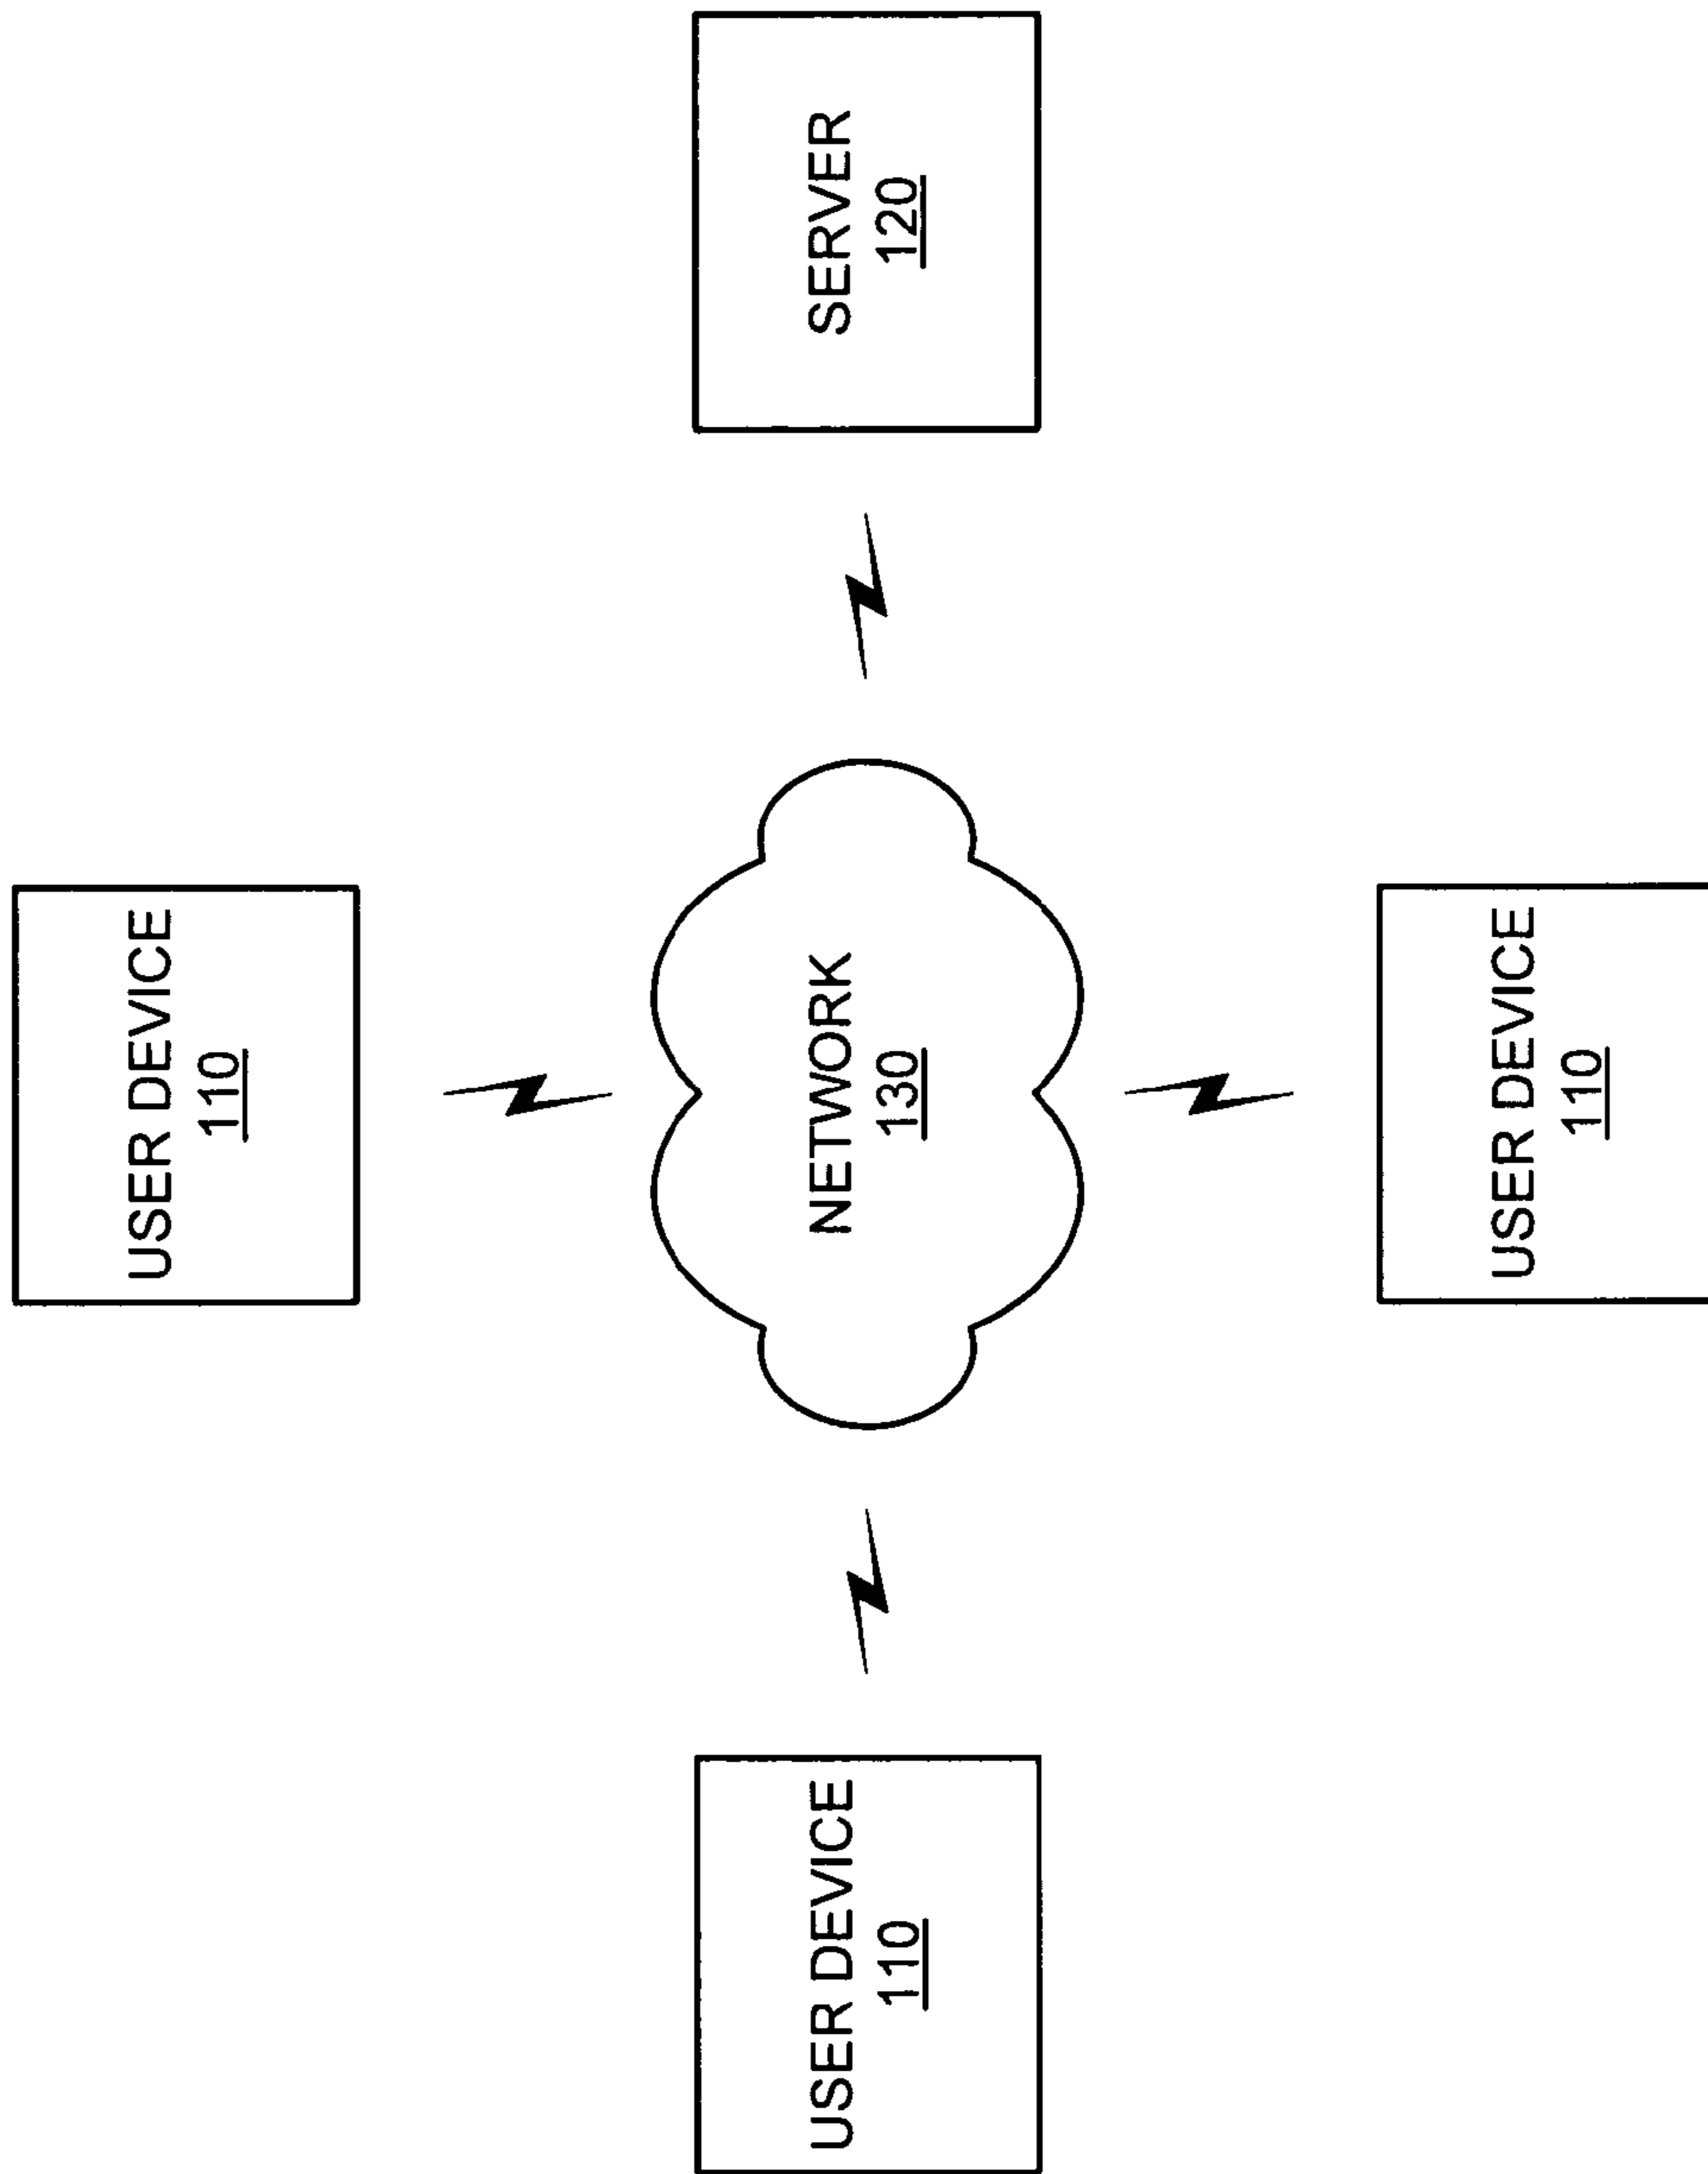 USER DEVICE
110
USER DEVICE
110
NETWORK
130
SERVER
120
USER DEVICE
110